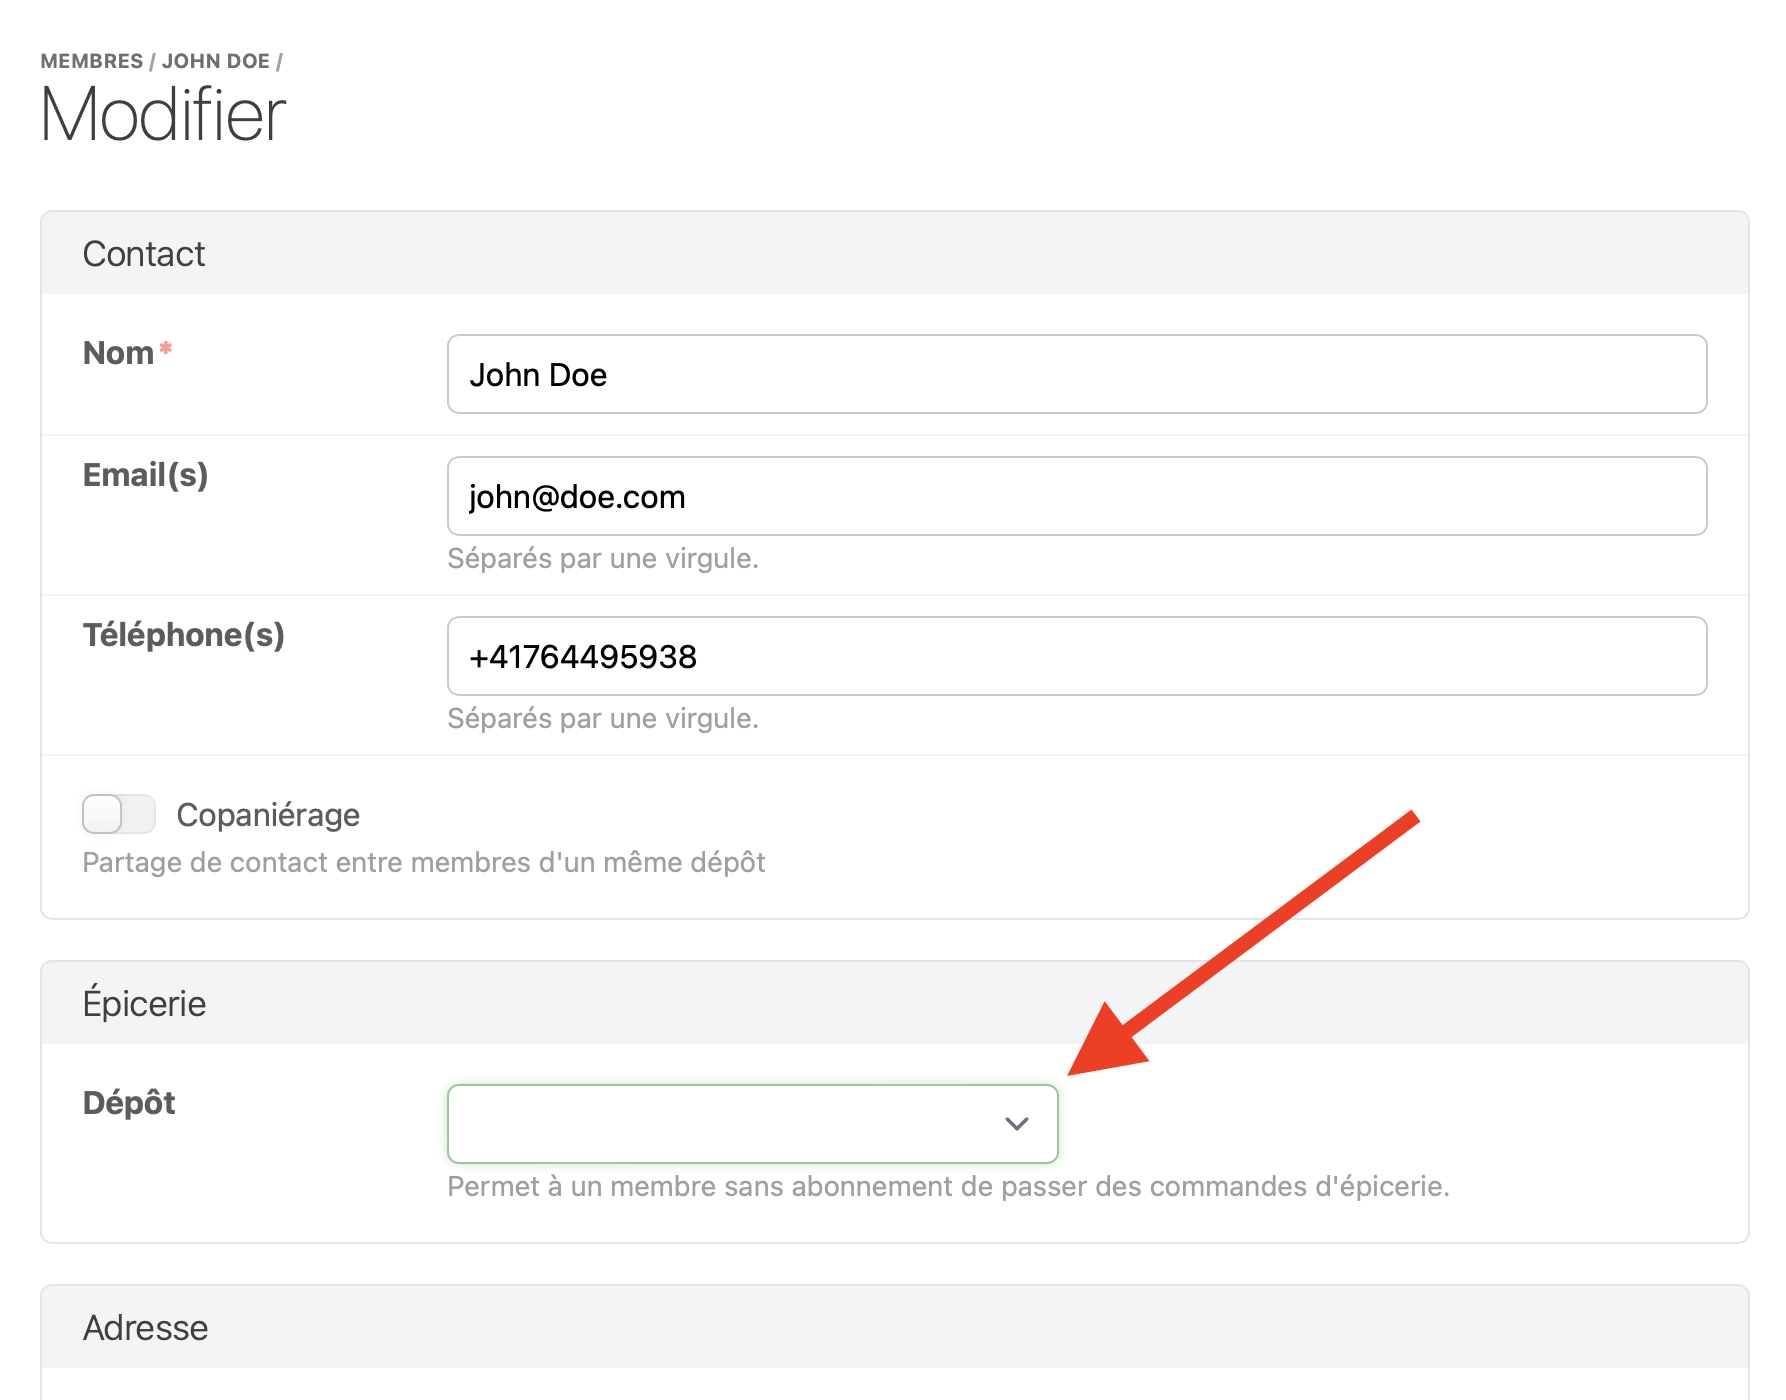 MEMBRES / JOHN DOE /
Modifier
Contact
Nom*
John Doe
Email(s)
john@doe.com
Séparés par une virgule.
Téléphone(s)
+41764495938
Séparés par une virgule.
Copaniérage
Partage de contact entre membres d'un même dépôt
Épicerie
Dépôt
Permet à un membre sans abonnement de passer des commandes d'épicerie.
Adresse